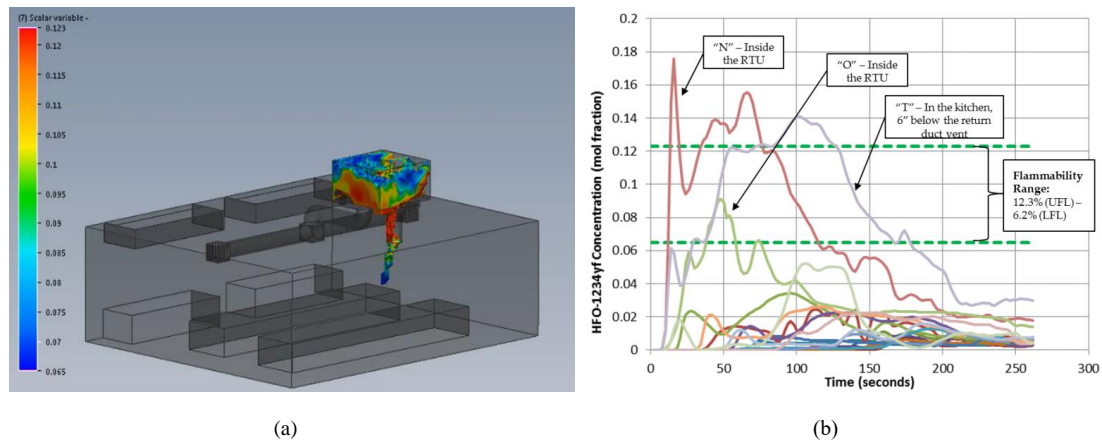 (7) Scalar variable -
0.123
0.12
0.115
0.11
0.105
0.1
0.095
0.09
0.085
0.08
0.075
0.07
0.065
(a)
HFO-1234yf Concentration (mol fraction)
0.2
0.18
0.16
0.14
0.12
0.1
0.08
0.06
0.04
0.02
0
"N" – Inside
the RTU
"O" – Inside
the RTU
"T" – In the kitchen,
6" below the return
duct vent
Flammability
Range:
12.3% (UFL) –
6.2% (LFL)
0
50
100
150
200
250
300
Time (seconds)
(b)